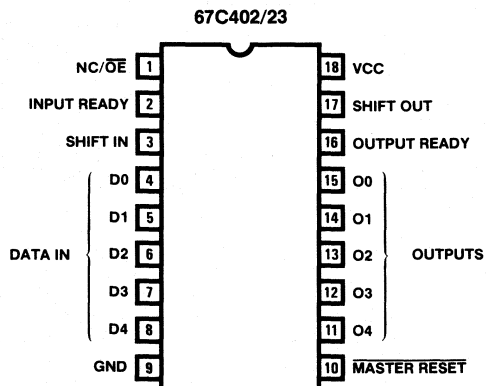 67C402/23
NC/OE 1 18 VCC
INPUT READY 2 17 SHIFT OUT
SHIFT IN 3 16 OUTPUT READY
D0 4 15 O0
D1 5 14 O1
DATA IN D2 6 13 O2 OUTPUTS
D3 7 12 O3
D4 8 11 O4
GND 9 10 MASTER RESET